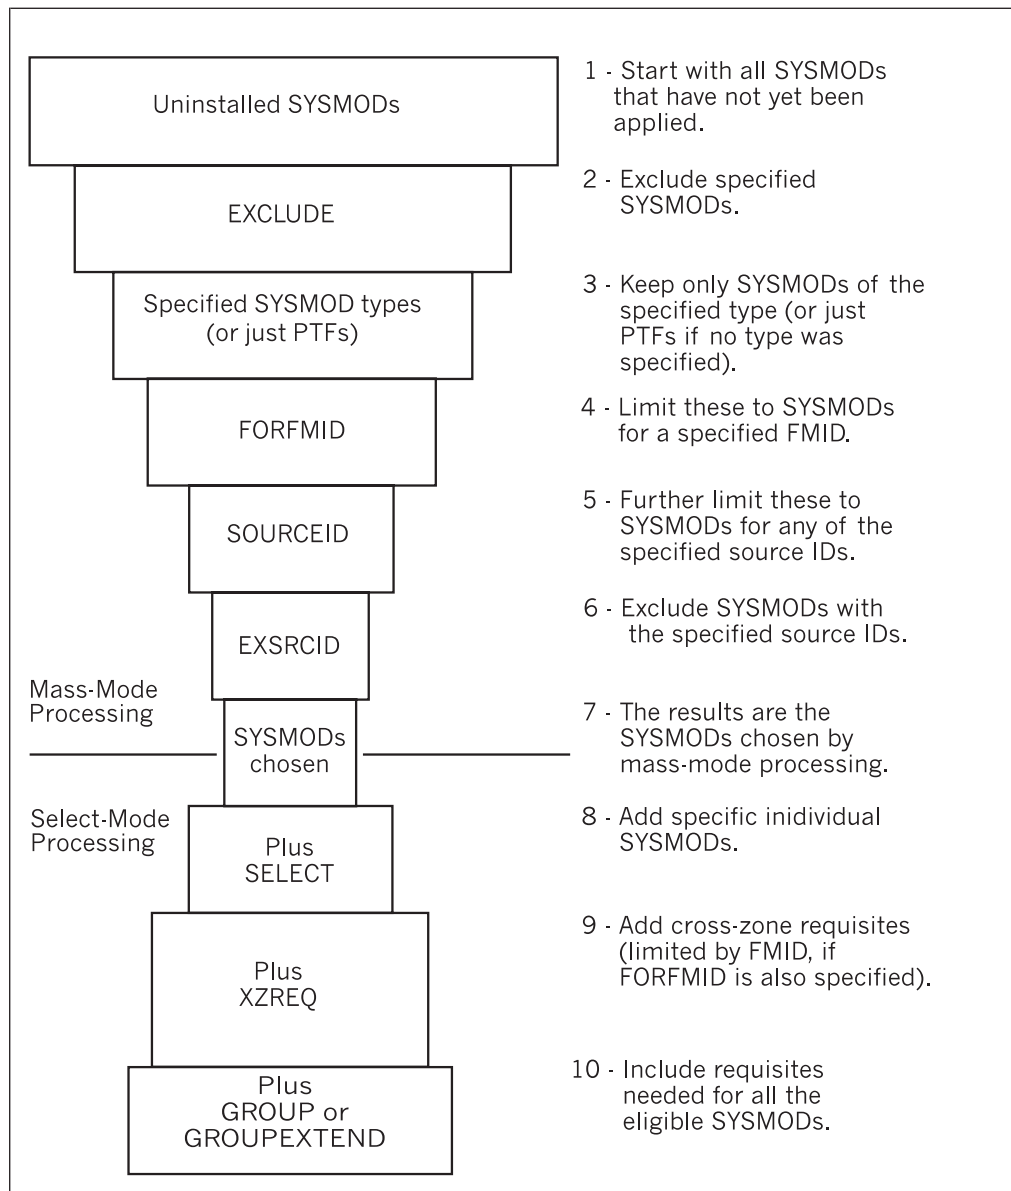 Uninstalled SYSMODs
1 - Start with all SYSMODs
that have not yet been
applied.
EXCLUDE
2 - Exclude specified
SYSMODs.
Specified SYSMOD types
(or just PTFs)
3 - Keep only SYSMODs of the
specified type (or just
PTFs if no type was
specified).
FORFMID
4 - Limit these to SYSMODs
for a specified FMID.
SOURCEID
5 - Further limit these to
SYSMODs for any of the
specified source IDs.
EXSRCID
6 - Exclude SYSMODs with
the specified source IDs.
Mass-Mode
Processing
SYSMODs
chosen
7 - The results are the
SYSMODs chosen by
mass-mode processing.
Select-Mode
Processing
Plus
SELECT
8 - Add specific inidividual
SYSMODs.
Plus
XZREQ
9 - Add cross-zone requisites
(limited by FMID, if
FORFMID is also specified).
Plus
GROUP or
GROUPEXTEND
10 - Include requisites
needed for all the
eligible SYSMODs.